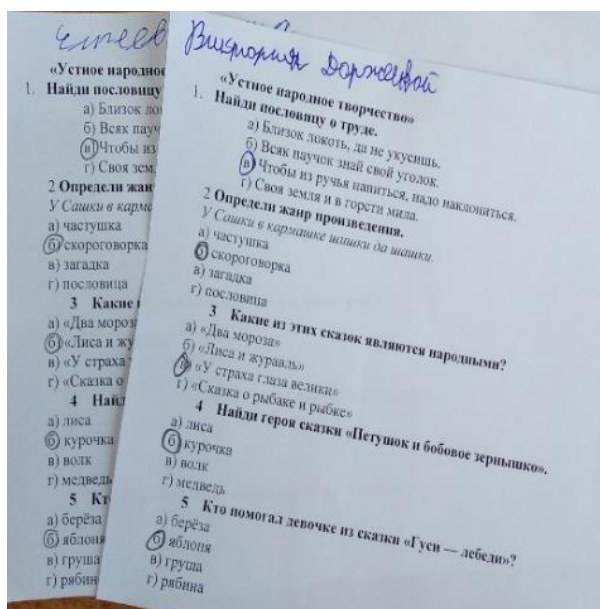 «Устное народное
1. Найди пословицу
а) Близок ло
б) Всяк пауч
в) Чтобы из
г) Своя зем
2 Определи жан
У Сашки в карма
а) частушка
б) скороговорка
в) загадка
г) пословица
3 Какие
а) «Два мороза
б) «Лиса и жу
в) «У страха
г) «Сказка о
4 Найд
а) лиса
б) курочка
в) волк
г) медведь
5 Кт
а) берёза
б) яблоня
в) груша
г) рябин
Виктория Доржеевой
«Устное народное творчество»
1. Найди пословицу о труде.
а) Близок локоть, да не укусишь.
б) Всяк паучок знай свой уголок.
в) Чтобы из ручья напиться, надо наклониться.
г) Своя земля и в горсти мила.
2 Определи жанр произведения.
У Сашки в кармашке шишки да шашки.
а) частушка
б) скороговорка
в) загадка
г) пословица
3 Какие из этих сказок являются народными?
а) «Два мороза»
б) «Лиса и журавль»
в) «У страха глаза велики»
г) «Сказка о рыбаке и рыбке»
4 Найди героя сказки «Петушок и бобовое зернышко».
а) лиса
б) курочка
в) волк
г) медведь
5 Кто помогал девочке из сказки «Гуси — лебеди»?
а) берёза
б) яблоня
в) груша
г) рябина